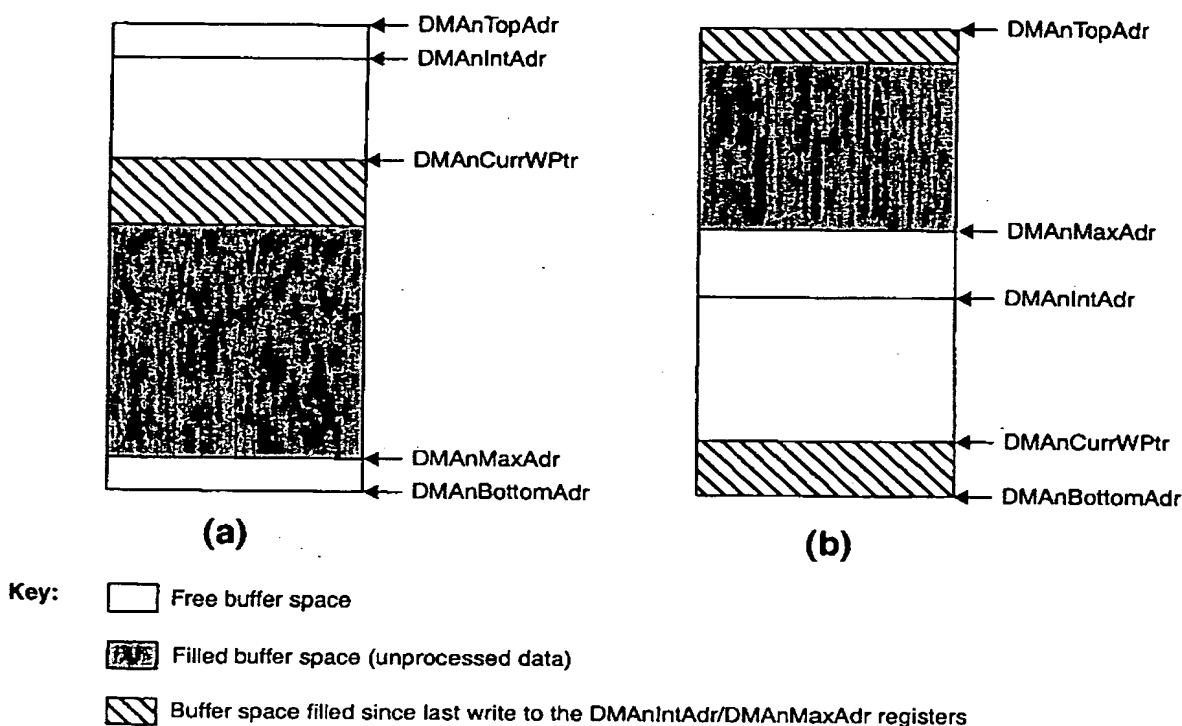 DMAnTopAdr
DMAnIntAdr
DMAnCurrWPtr
DMAnMaxAdr
DMAnBottomAdr
(a)
DMAnTopAdr
DMAnMaxAdr
DMAnIntAdr
DMAnCurrWPtr
DMAnBottomAdr
(b)
Key:
Free buffer space
Filled buffer space (unprocessed data)
Buffer space filled since last write to the DMAnIntAdr/DMAnMaxAdr registers